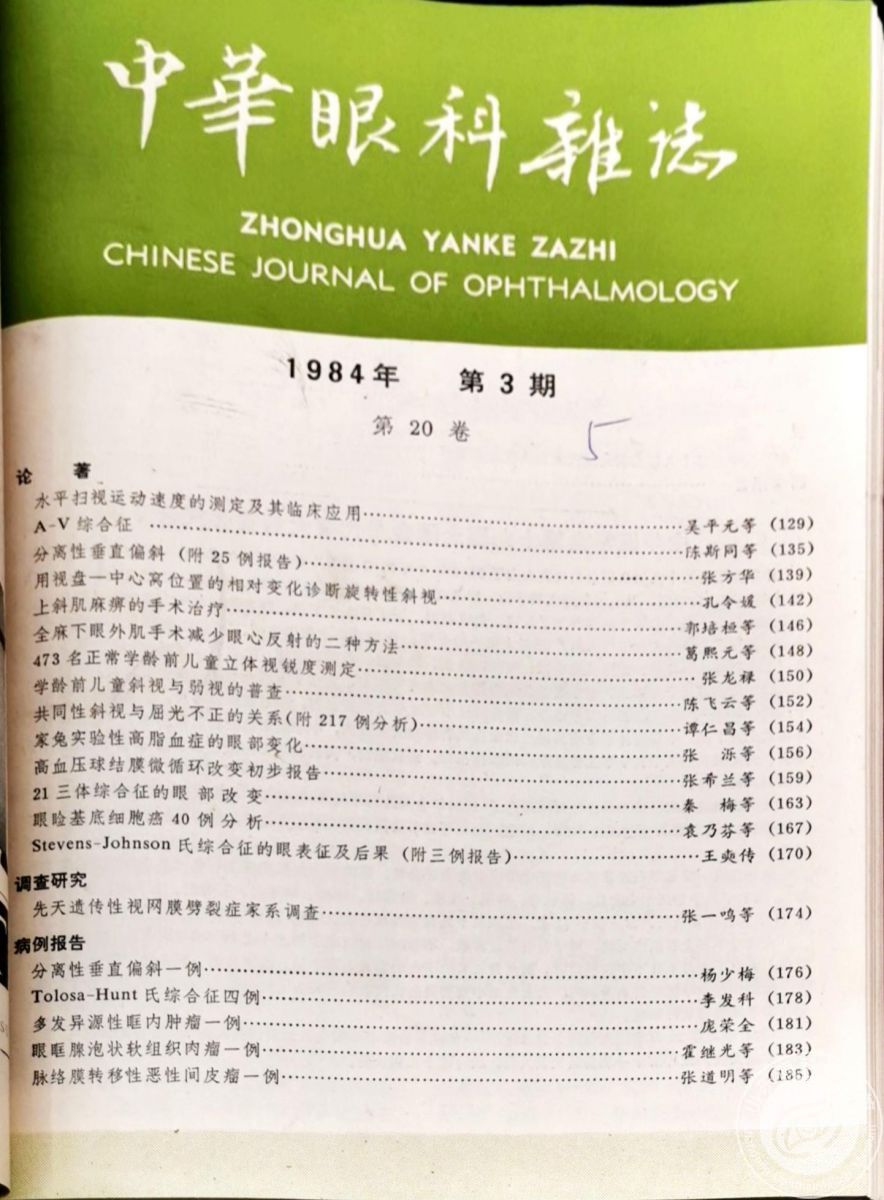 中華眼科雜誌
ZHONGHUA YANKE ZAZHI
CHINESE JOURNAL OF OPHTHALMOLOGY
1984年 第3期
第 20 卷
5
论 著
水平扫视运动速度的测定及其临床应用……吴平元等 (129)
A-V综合征……陈斯同等 (135)
分离性垂直偏斜 (附25例报告)……张方华 (139)
用视盘—中心窝位置的相对变化诊断旋转性斜视……孔令媛 (142)
上斜肌麻痹的手术治疗……郭培桓等 (146)
全麻下眼外肌手术减少眼心反射的二种方法……葛熙元等 (148)
473名正常学龄前儿童立体视锐度测定……张龙禄 (150)
学龄前儿童斜视与弱视的普查……陈飞云等 (152)
共同性斜视与屈光不正的关系(附217例分析)……谭仁昌等 (154)
家兔实验性高脂血症的眼部变化……张 泺等 (156)
高血压球结膜微循环改变初步报告……张希兰等 (159)
21三体综合征的眼部改变……秦 梅等 (163)
眼睑基底细胞癌40例分析……袁乃芬等 (167)
Stevens-Johnson氏综合征的眼表征及后果 (附三例报告)……王奭传 (170)
调查研究
先天遗传性视网膜劈裂症家系调查……张一鸣等 (174)
病例报告
分离性垂直偏斜一例……杨少梅 (176)
Tolosa-Hunt氏综合征四例……李发科 (178)
多发异源性眶内肿瘤一例……庞荣全 (181)
眼眶腺泡状软组织肉瘤一例……霍继光等 (183)
脉络膜转移性恶性间皮瘤一例……张道明等 (185)